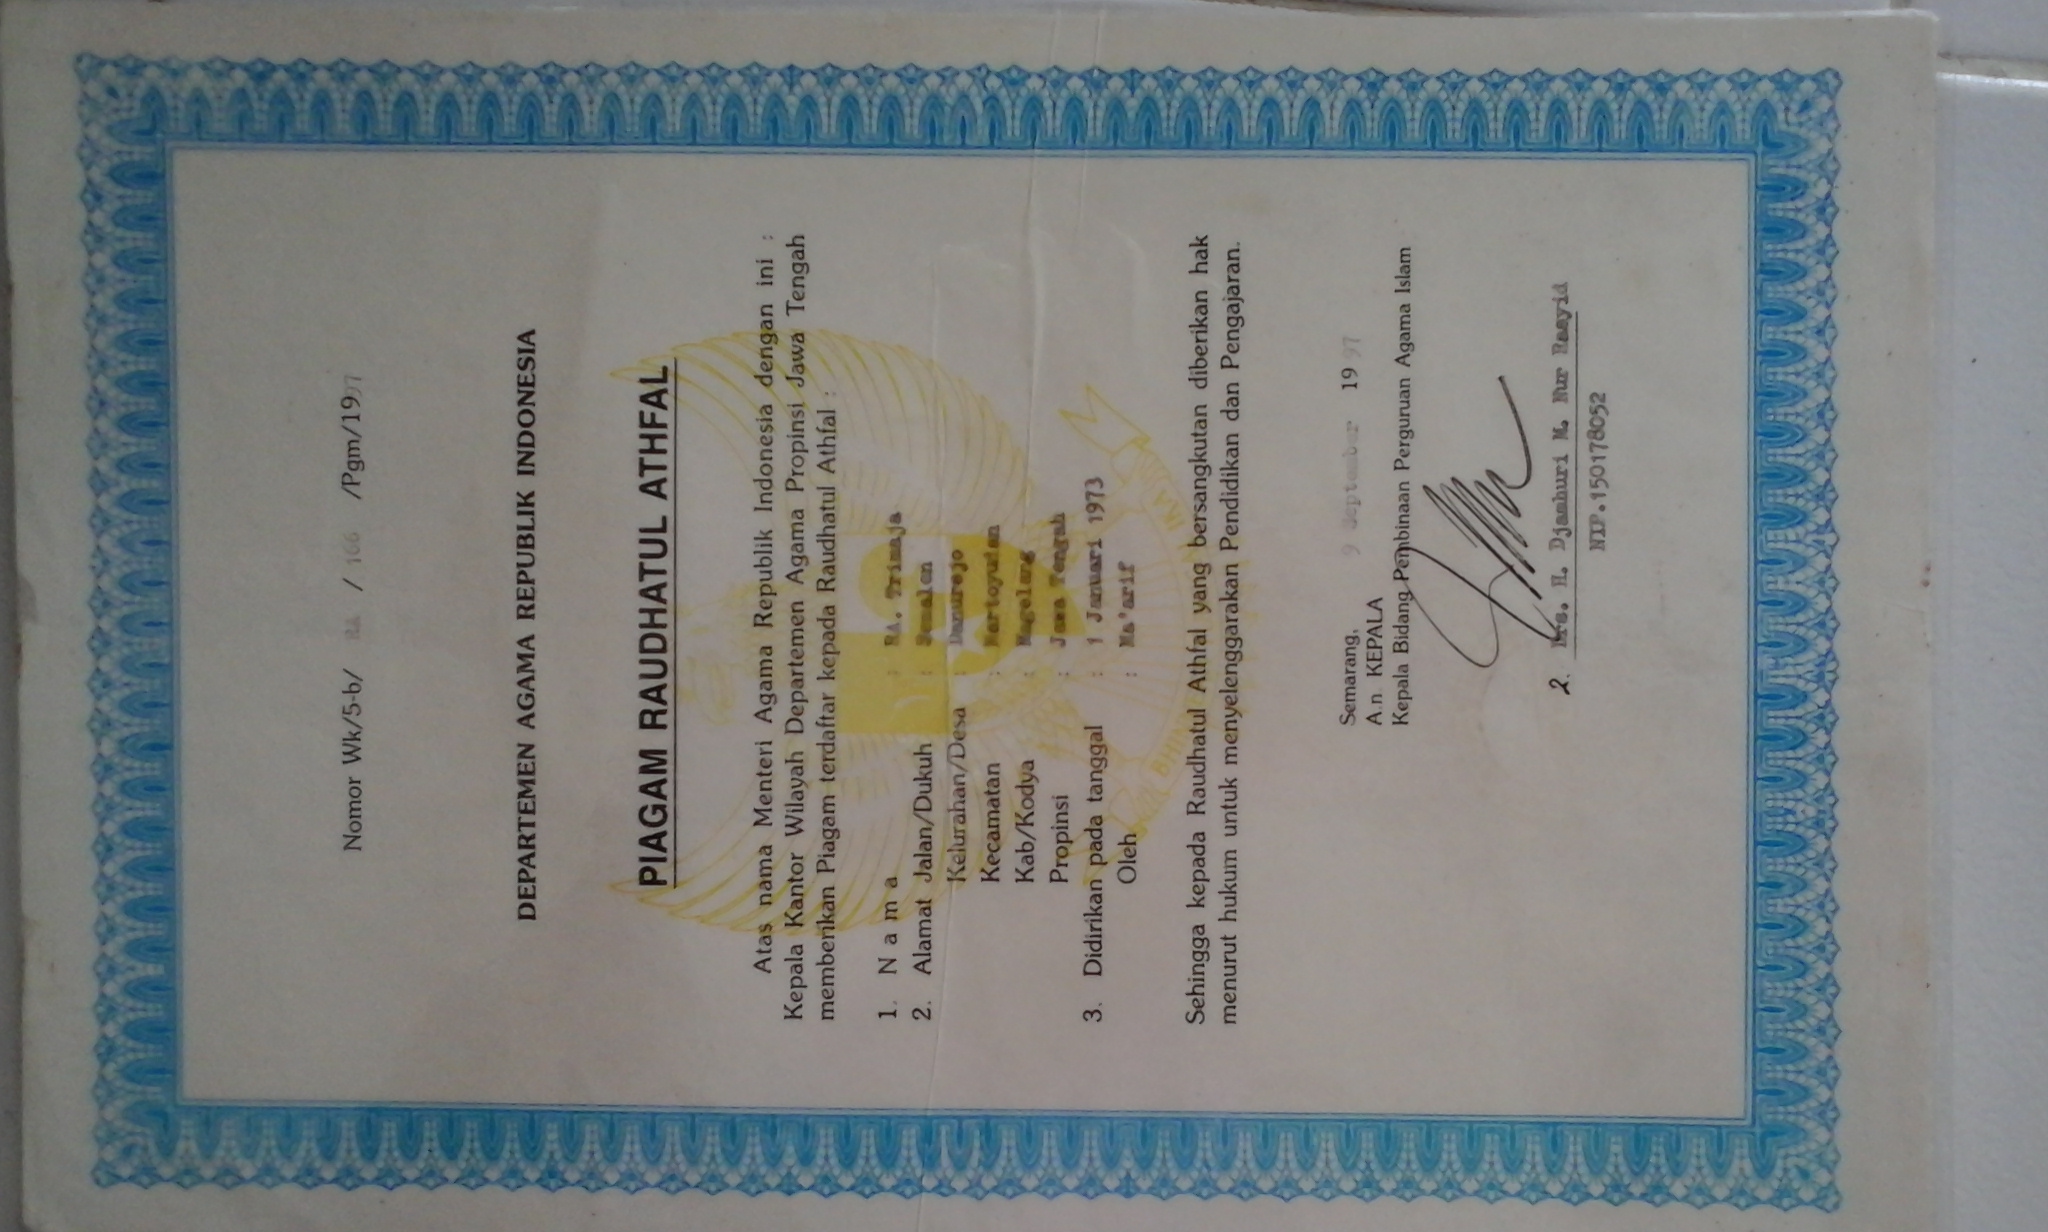 Nomor Wk/5-b/ RA / 166 /Pgm/1997
DEPARTEMEN AGAMA REPUBLIK INDONESIA
PIAGAM RAUDHATUL ATHFAL
Atas nama Menteri Agama Republik Indonesia dengan ini :
Kepala Kantor Wilayah Departemen Agama Propinsi Jawa Tengah
memberikan Piagam terdaftar kepada Raudhatul Athfal :
1. N a m a : RA. Trimaja
2. Alamat Jalan/Dukuh :
Kelurahan/Desa : Danurejo
Kecamatan : Mertoyudan
Kab/Kodya : Magelang
Propinsi : Jawa Tengah
3. Didirikan pada tanggal : 1 Januari 1973
Oleh : Ma'arif
Sehingga kepada Raudhatul Athfal yang bersangkutan diberikan hak
menurut hukum untuk menyelenggarakan Pendidikan dan Pengajaran.
Semarang, 9 September 1997
A.n. KEPALA
Kepala Bidang Pembinaan Perguruan Agama Islam
2. Drs. H. Djamhuri M. Nur Rasyid
NIP.150178052